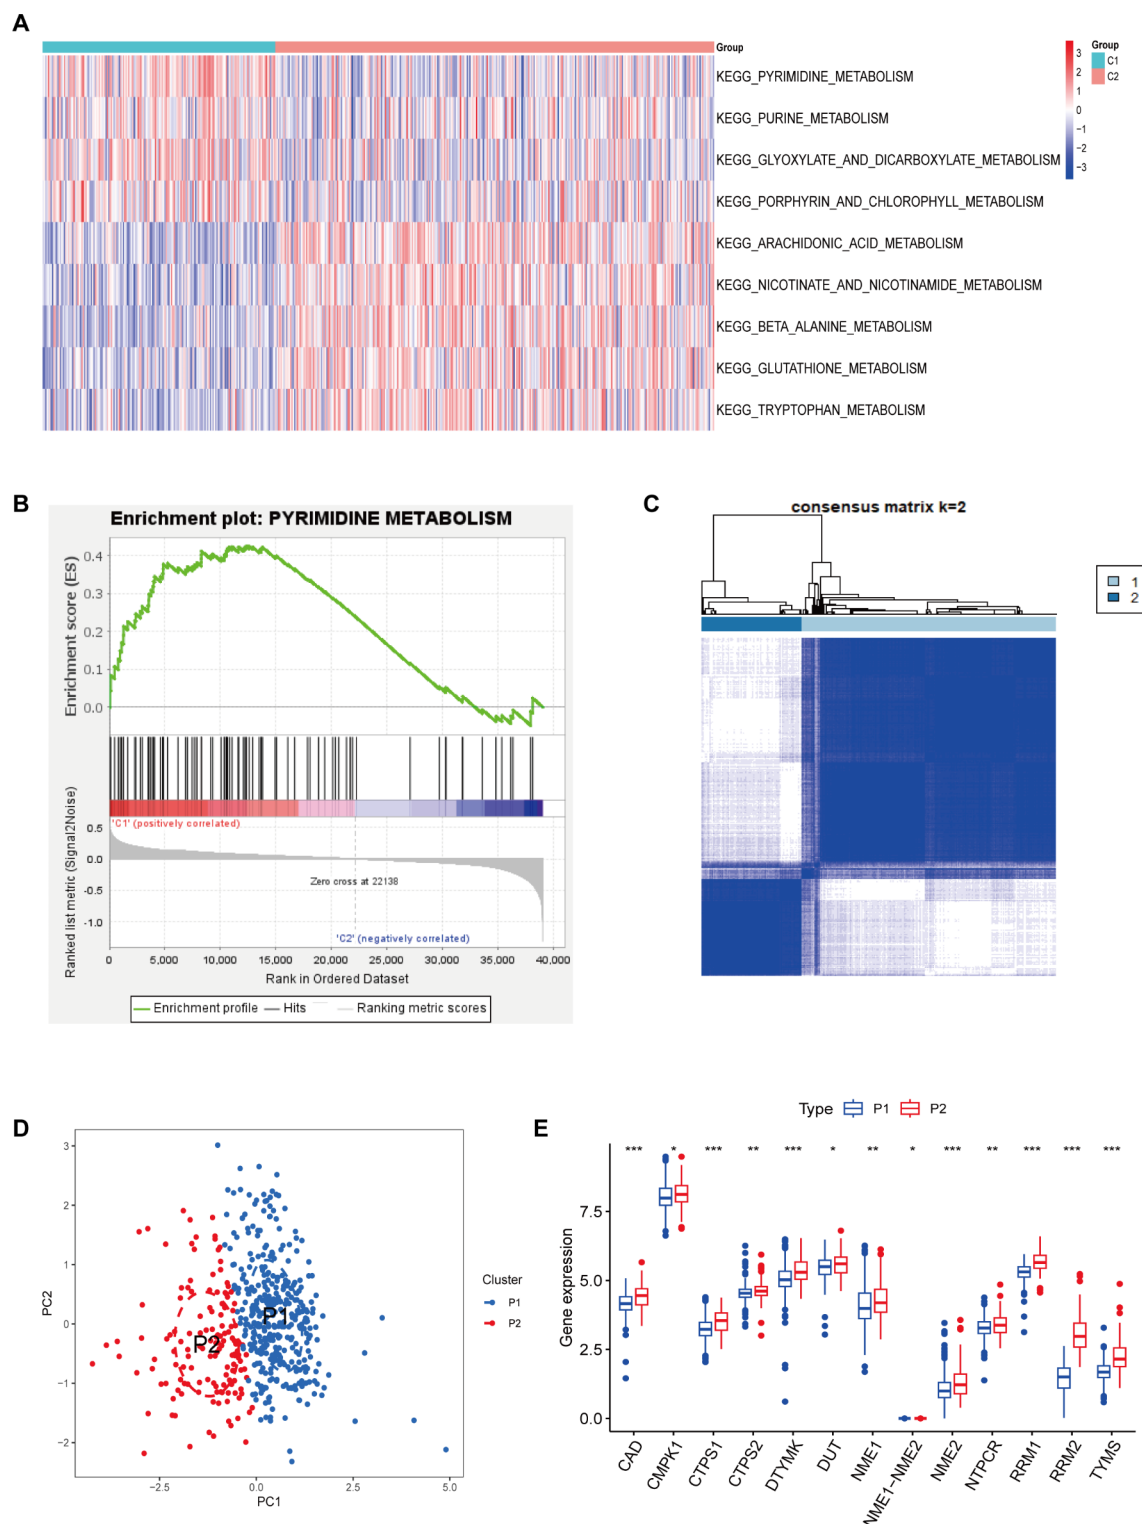 A
Group
KEGG_PYRIMIDINE_METABOLISM
KEGG_PURINE_METABOLISM
KEGG_GLYOXYLATE_AND_DICARBOXYLATE_METABOLISM
KEGG_PORPHYRIN_AND_CHLOROPHYLL_METABOLISM
KEGG_ARACHIDONIC_ACID_METABOLISM
KEGG_NICOTINATE_AND_NICOTINAMIDE_METABOLISM
KEGG_BETA_ALANINE_METABOLISM
KEGG_GLUTATHIONE_METABOLISM
KEGG_TRYPTOPHAN_METABOLISM
3
2
1
0
−1
−2
−3
Group
C1
C2
B
Enrichment plot: PYRIMIDINE METABOLISM
Enrichment score (ES)
0.4
0.3
0.2
0.1
0.0
'C1' (positively correlated)
Ranked list metric (Signal2Noise)
0.5
0.0
-0.5
-1.0
Zero cross at 22138
'C2' (negatively correlated)
0 5,000 10,000 15,000 20,000 25,000 30,000 35,000 40,000
Rank in Ordered Dataset
Enrichment profile Hits Ranking metric scores
C
consensus matrix k=2
1
2
D
PC2
3
2
1
0
−1
−2
P1
P2
−2.5 0.0 2.5 5.0
PC1
Cluster
P1
P2
E
Type P1 P2
*** * *** ** *** * ** * *** ** *** *** ***
Gene expression
7.5
5.0
2.5
0.0
CAD
CMPK1
CTPS1
CTPS2
DTYMK
DUT
NME1
NME1−NME2
NME2
NTPCR
RRM1
RRM2
TYMS